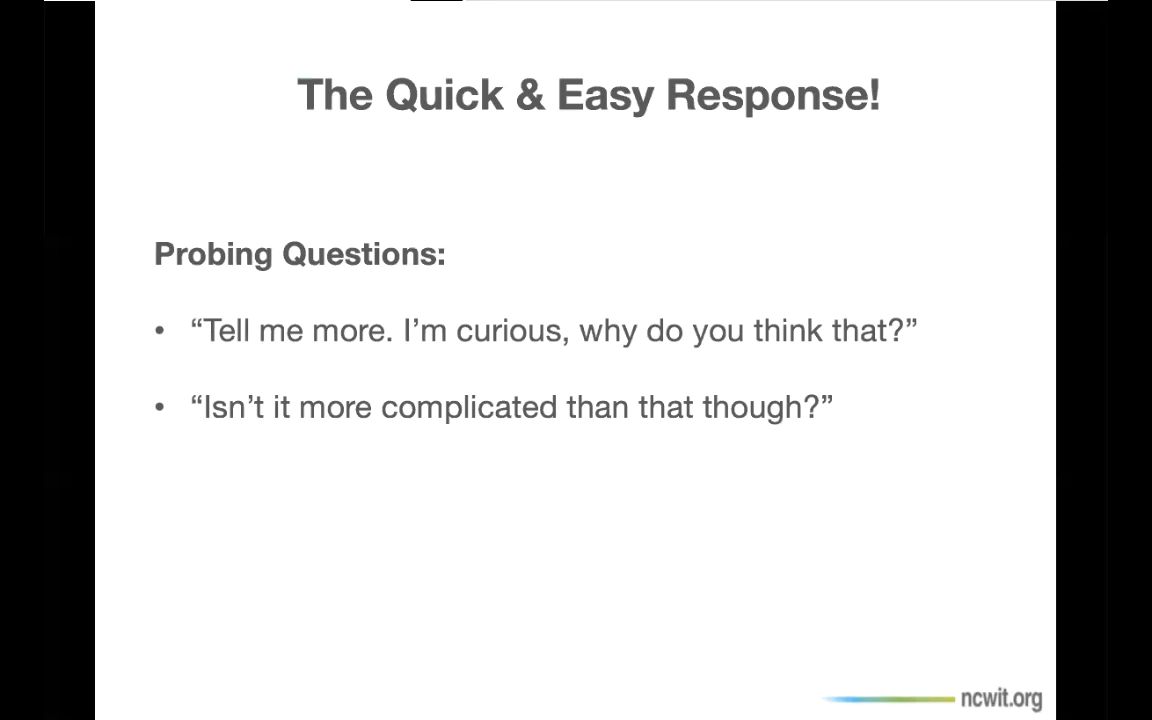 The Quick & Easy Response!
Probing Questions:
• “Tell me more. I’m curious, why do you think that?”
• “Isn’t it more complicated than that though?”
ncwit.org